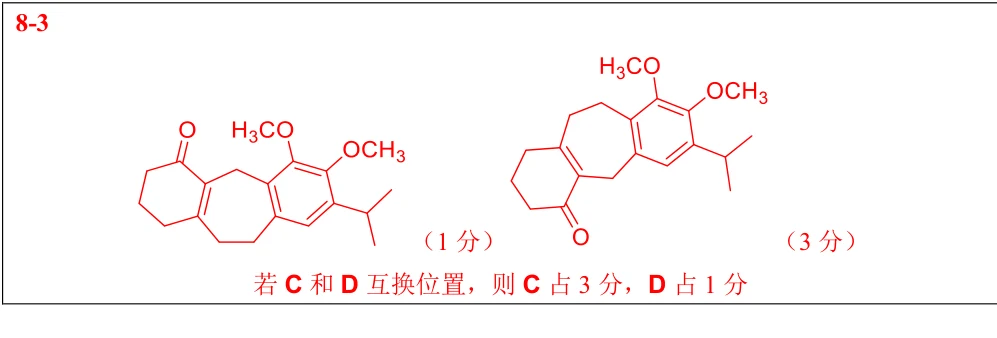 8-3
H₃CO
OCH₃
O
H₃CO
OCH₃
O
（1 分）
（3 分）
若 C 和 D 互换位置，则 C 占 3 分，D 占 1 分